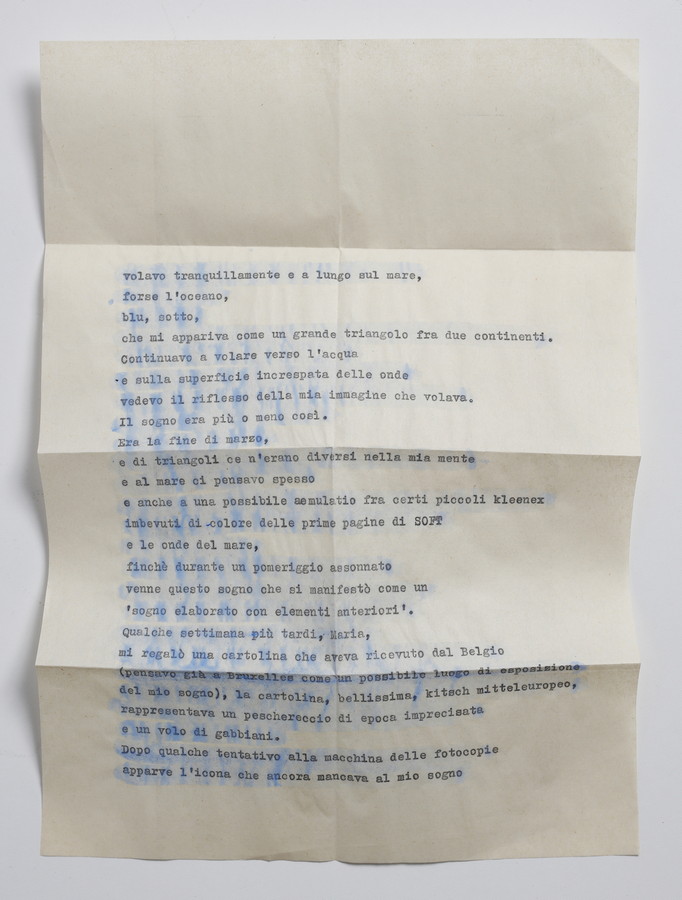 volavo tranquillamente e a lungo sul mare,
forse l'oceano,
blu, sotto,
che mi appariva come un grande triangolo fra due continenti.
Continuavo a volare verso l'acqua
e sulla superficie increspata delle onde
vedevo il riflesso della mia immagine che volava.
Il sogno era più o meno così.
Era la fine di marzo,
e di triangoli ce n'erano diversi nella mia mente
e al mare ci pensavo spesso
e anche a una possibile aemulatio fra certi piccoli kleenex
imbevuti di colore delle prime pagine di SOFT
e le onde del mare,
finchè durante un pomeriggio assonnato
venne questo sogno che si manifestò come un
'sogno elaborato con elementi anteriori'.
Qualche settimana più tardi, Maria,
mi regalò una cartolina che aveva ricevuto dal Belgio
(pensavo già a Bruxelles come un possibile luogo di esposizione
del mio sogno), la cartolina, bellissima, kitsch mitteleuropeo,
rappresentava un peschereccio di epoca imprecisata
e un volo di gabbiani.
Dopo qualche tentativo alla macchina delle fotocopie
apparve l'icona che ancora mancava al mio sogno